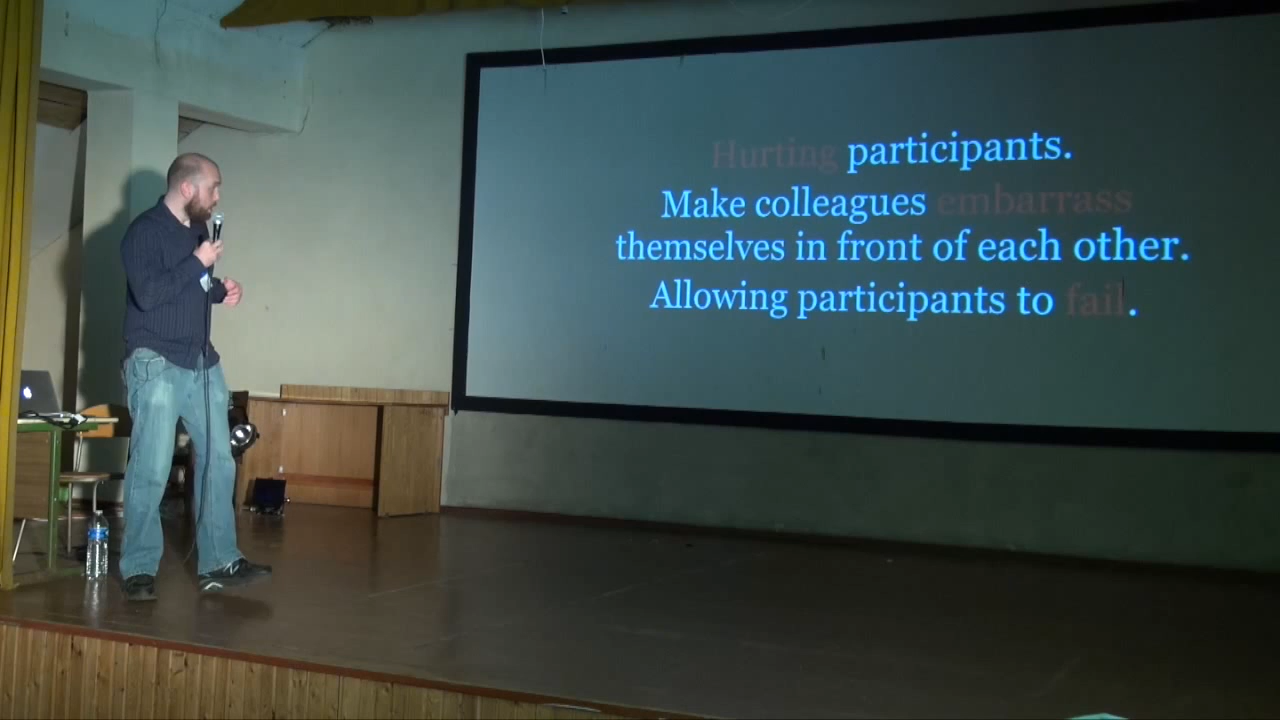 Hurting participants.
Make colleagues embarrass
themselves in front of each other.
Allowing participants to fail.